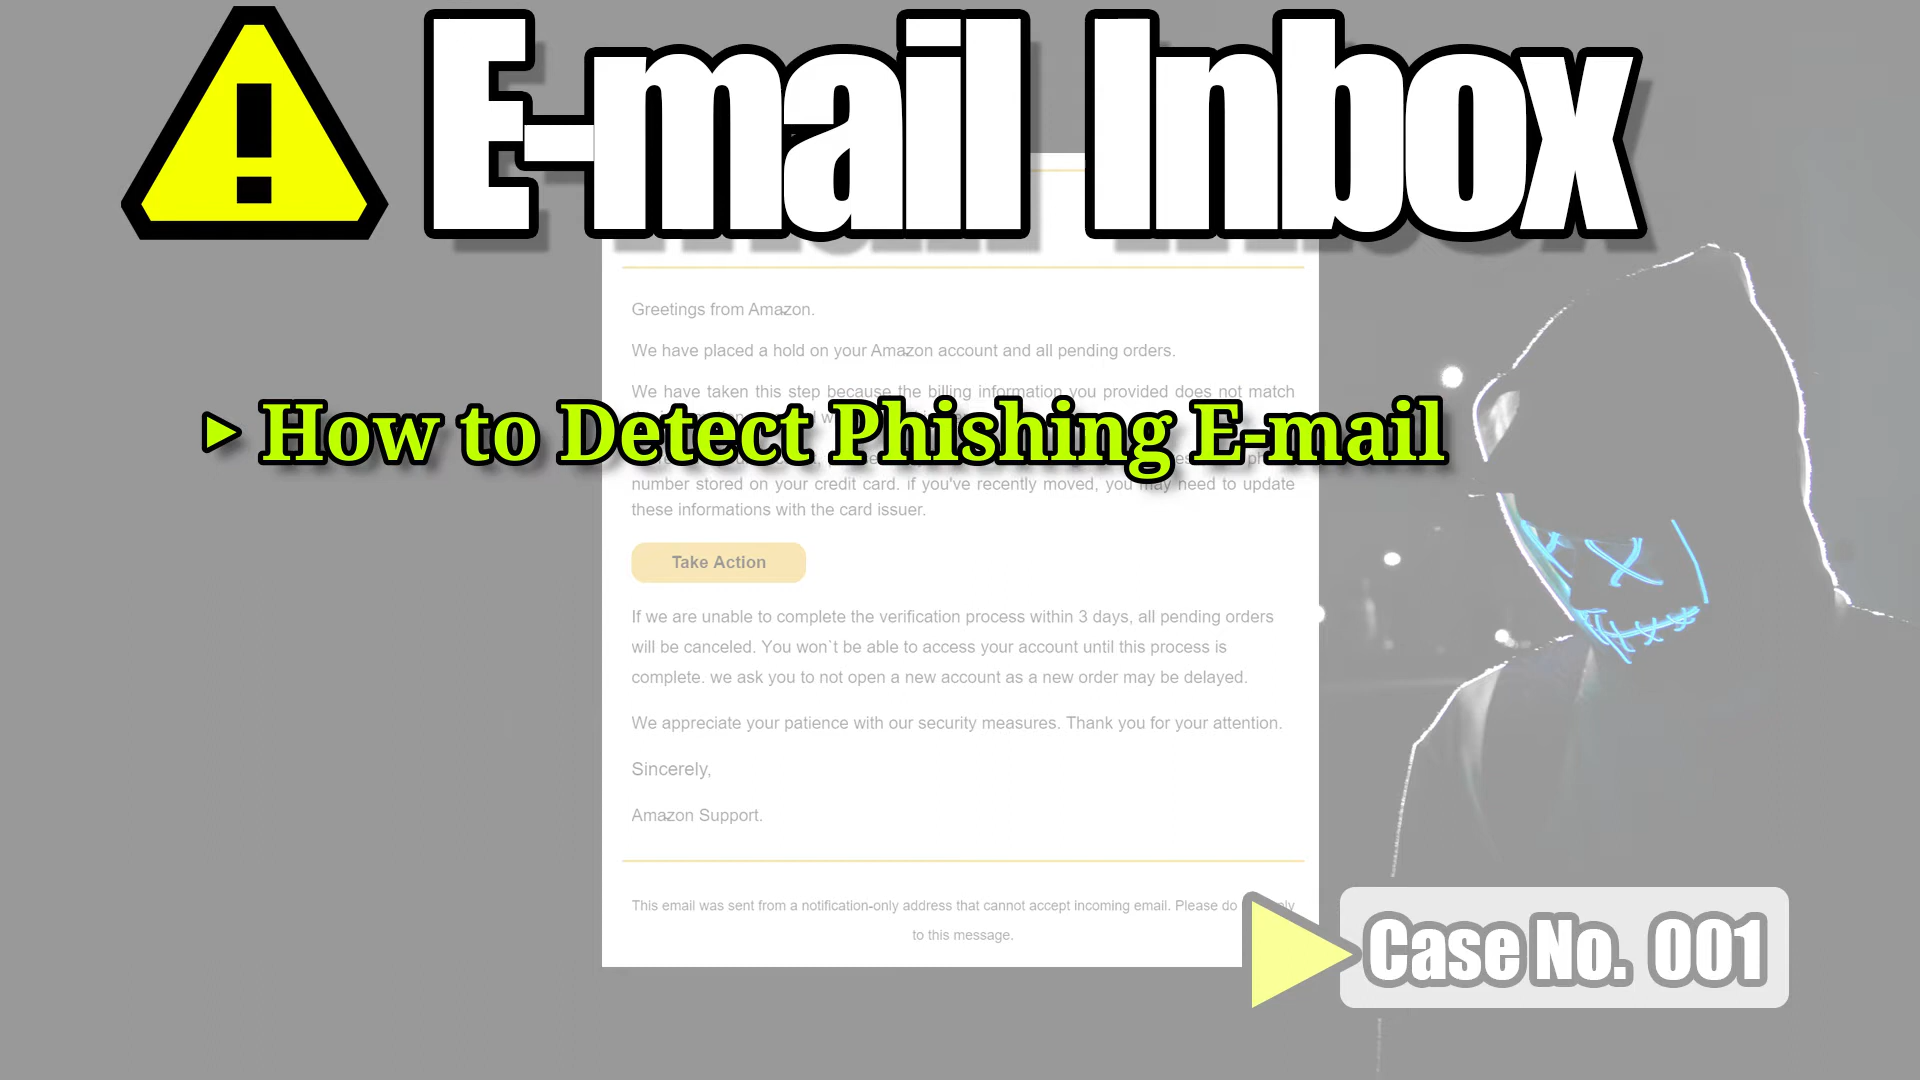 E-mail Inbox
Greetings from Amazon.
We have placed a hold on your Amazon account and all pending orders.
We have taken this step because the billing information you provided does not match
▸ How to Detect Phishing E-mail
number stored on your credit card. if you've recently moved, you may need to update
these informations with the card issuer.
Take Action
If we are unable to complete the verification process within 3 days, all pending orders
will be canceled. You won`t be able to access your account until this process is
complete. we ask you to not open a new account as a new order may be delayed.
We appreciate your patience with our security measures. Thank you for your attention.
Sincerely,
Amazon Support.
This email was sent from a notification-only address that cannot accept incoming email. Please do
to this message.
Case No. 001